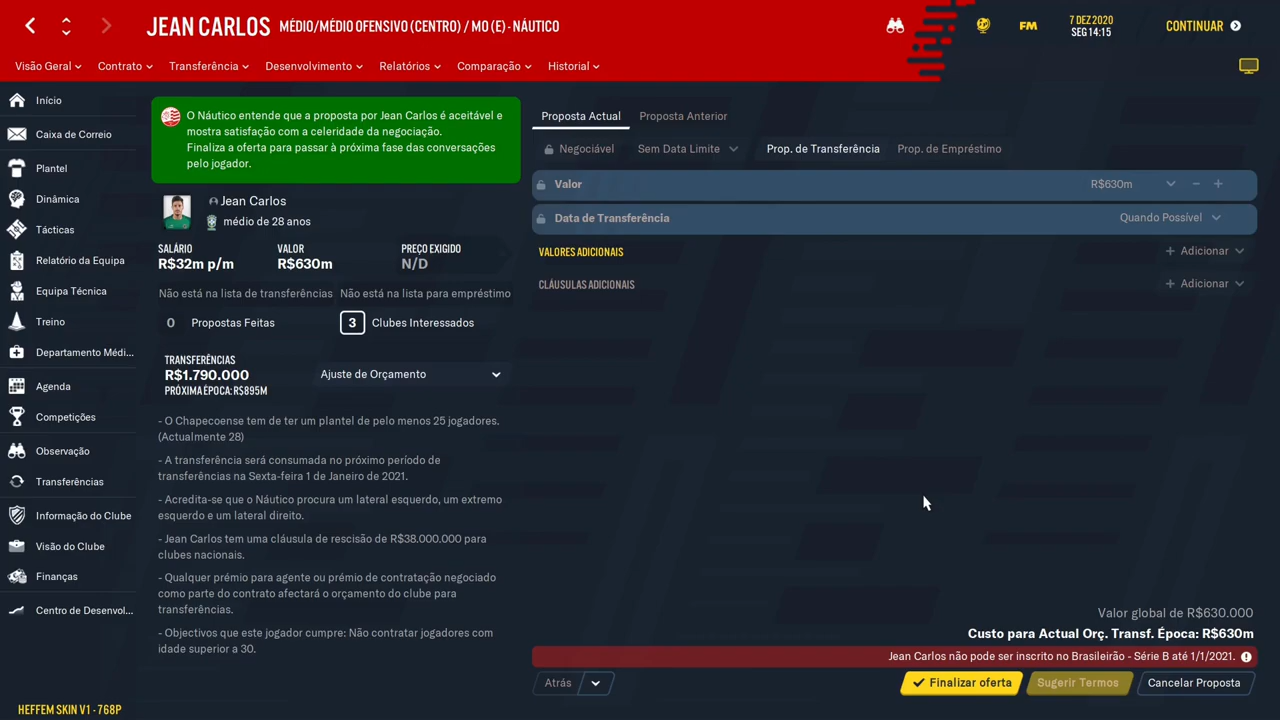 JEAN CARLOS MÉDIO/MÉDIO OFENSIVO (CENTRO) / MO (E) - NÁUTICO
FM
7 DEZ 2020
SEG 14:15
CONTINUAR
Visão Geral
Contrato
Transferência
Desenvolvimento
Relatórios
Comparação
Historial
Início
Caixa de Correio
Plantel
Dinâmica
Tácticas
Relatório da Equipa
Equipa Técnica
Treino
Departamento Médi...
Agenda
Competições
Observação
Transferências
Informação do Clube
Visão do Clube
Finanças
Centro de Desenvol...
HEFFEM SKIN V1 - 768P
O Náutico entende que a proposta por Jean Carlos é aceitável e
mostra satisfação com a celeridade da negociação.
Finaliza a oferta para passar à próxima fase das conversações
pelo jogador.
Jean Carlos
médio de 28 anos
SALÁRIO
R$32m p/m
VALOR
R$630m
PREÇO EXIGIDO
N/D
Não está na lista de transferências
Não está na lista para empréstimo
0 Propostas Feitas
3 Clubes Interessados
TRANSFERÊNCIAS
R$1.790.000
PRÓXIMA ÉPOCA: R$895M
Ajuste de Orçamento
- O Chapecoense tem de ter um plantel de pelo menos 25 jogadores.
(Actualmente 28)
- A transferência será consumada no próximo período de
transferências na Sexta-feira 1 de Janeiro de 2021.
- Acredita-se que o Náutico procura um lateral esquerdo, um extremo
esquerdo e um lateral direito.
- Jean Carlos tem uma cláusula de rescisão de R$38.000.000 para
clubes nacionais.
- Qualquer prémio para agente ou prémio de contratação negociado
como parte do contrato afectará o orçamento do clube para
transferências.
- Objectivos que este jogador cumpre: Não contratar jogadores com
idade superior a 30.
Proposta Actual
Proposta Anterior
Negociável
Sem Data Limite
Prop. de Transferência
Prop. de Empréstimo
Valor
R$630m
Data de Transferência
Quando Possível
VALORES ADICIONAIS
+ Adicionar
CLÁUSULAS ADICIONAIS
+ Adicionar
Valor global de R$630.000
Custo para Actual Orç. Transf. Época: R$630m
Jean Carlos não pode ser inscrito no Brasileirão - Série B até 1/1/2021.
Atrás
Finalizar oferta
Sugerir Termos
Cancelar Proposta